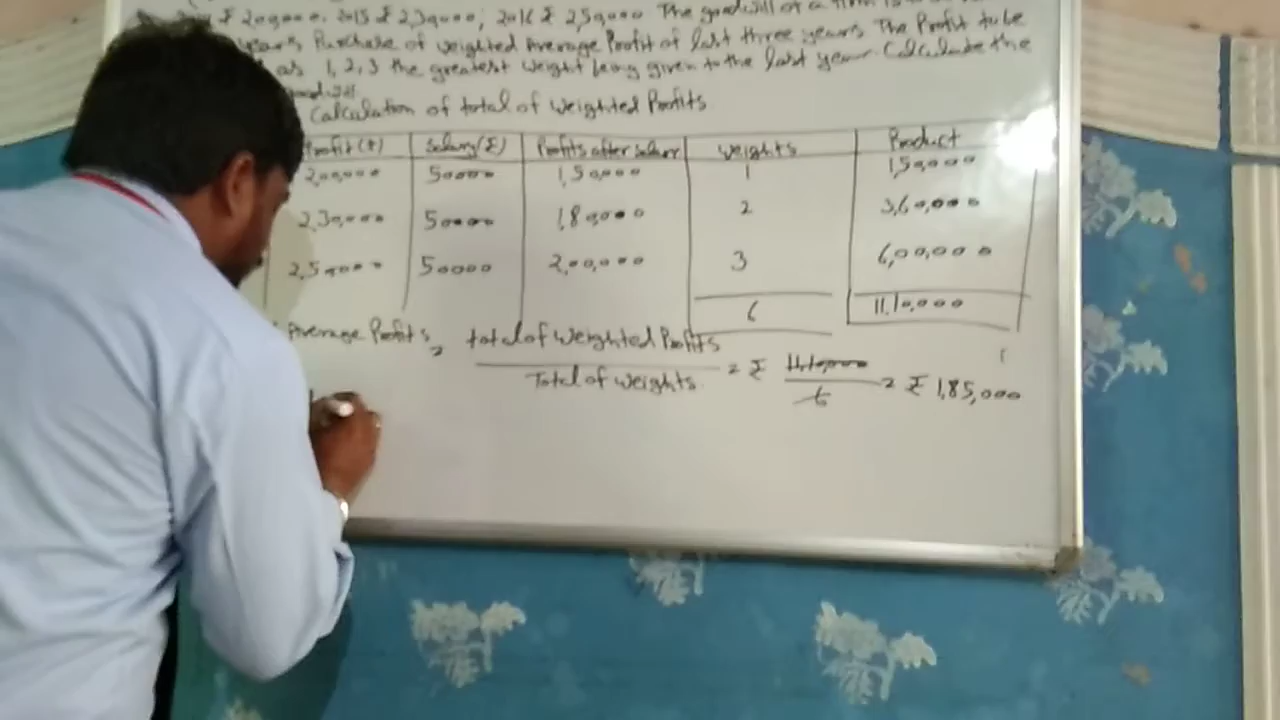 ₹ 200,000. 2015 ₹ 2,30,000; 2016 ₹ 2,50,000 The goodwill of a firm is
years Purchase of weighted Average Profit of last three years. The Profit to be
as 1, 2, 3 the greatest weight being given to the last year Calculate the
Calculation of total of weighted Profits
Profit (₹) Salary (₹) Profits after salary weights Product
2,00,000 50000 1,50,000 1 1,50,000
2,30,000 50000 1,80,000 2 3,60,000
2,50,000 50000 2,00,000 3 6,00,000
6 11,10,000
Average Profits = total of weighted Profits = ₹ 11,10,000 = ₹ 1,85,000
Total of weights 6